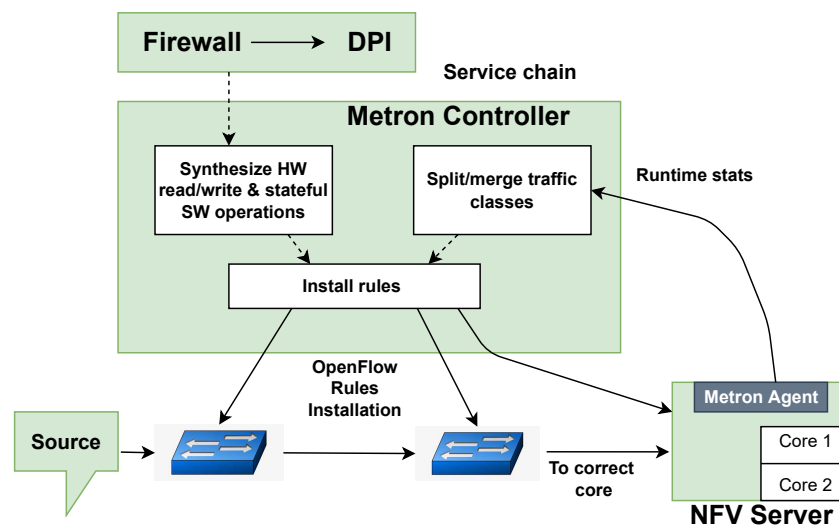 Firewall
DPI
Service chain
Metron Controller
Synthesize HW
read/write & stateful
SW operations
Split/merge traffic
classes
Runtime stats
Install rules
OpenFlow
Rules
Installation
Metron Agent
Source
Core 1
To correct
core
Core 2
NFV Server